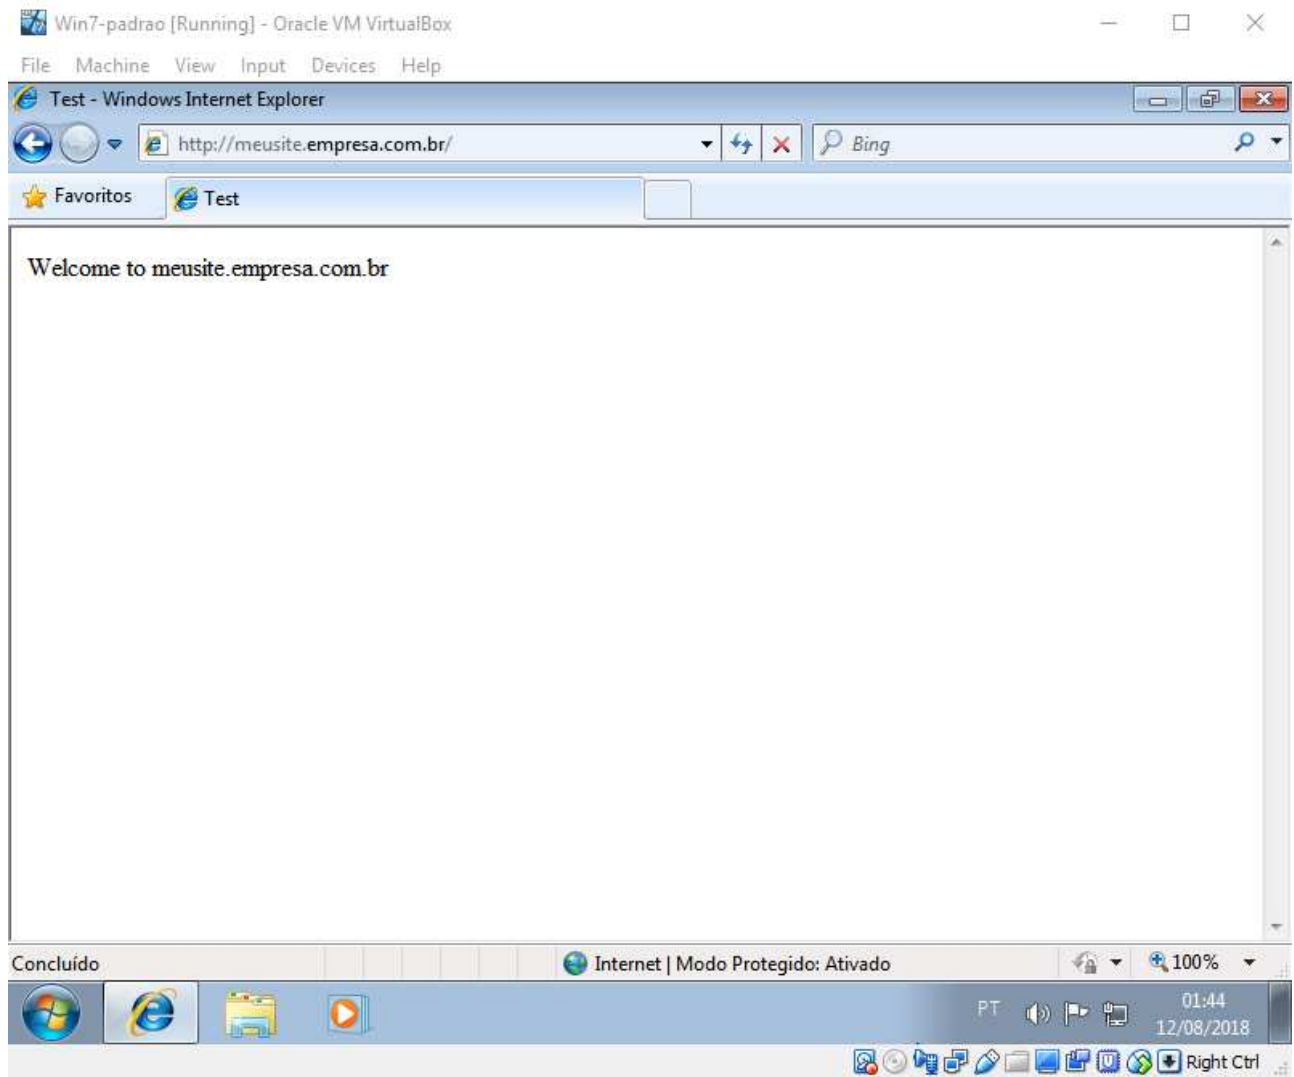 Win7-padrao [Running] - Oracle VM VirtualBox
File Machine View Input Devices Help
Test - Windows Internet Explorer
http://meusite.empresa.com.br/ Bing
Favoritos Test
Welcome to meusite.empresa.com.br
Concluído Internet | Modo Protegido: Ativado 100%
PT 01:44
12/08/2018
Right Ctrl